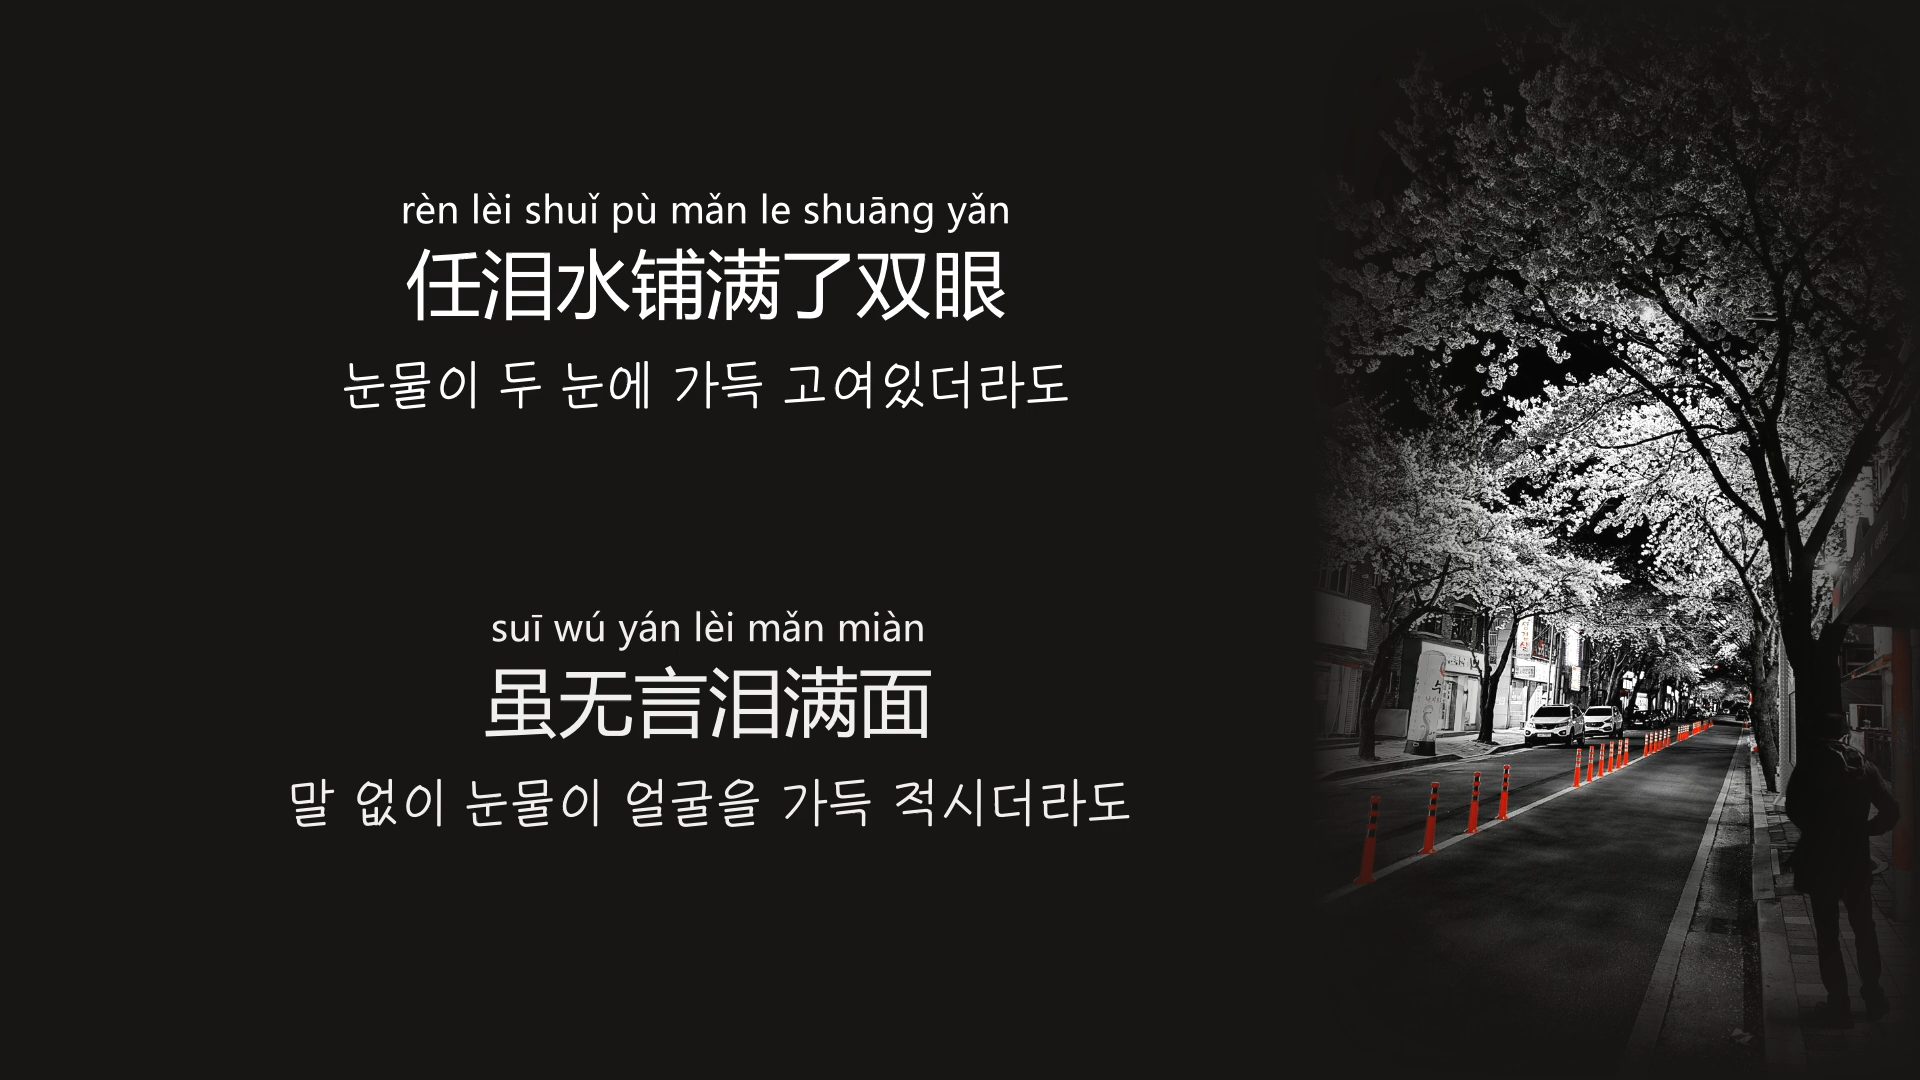 rèn lèi shuǐ pù mǎn le shuāng yǎn
任泪水铺满了双眼
눈물이 두 눈에 가득 고여있더라도
suī wú yán lèi mǎn miàn
虽无言泪满面
말 없이 눈물이 얼굴을 가득 적시더라도